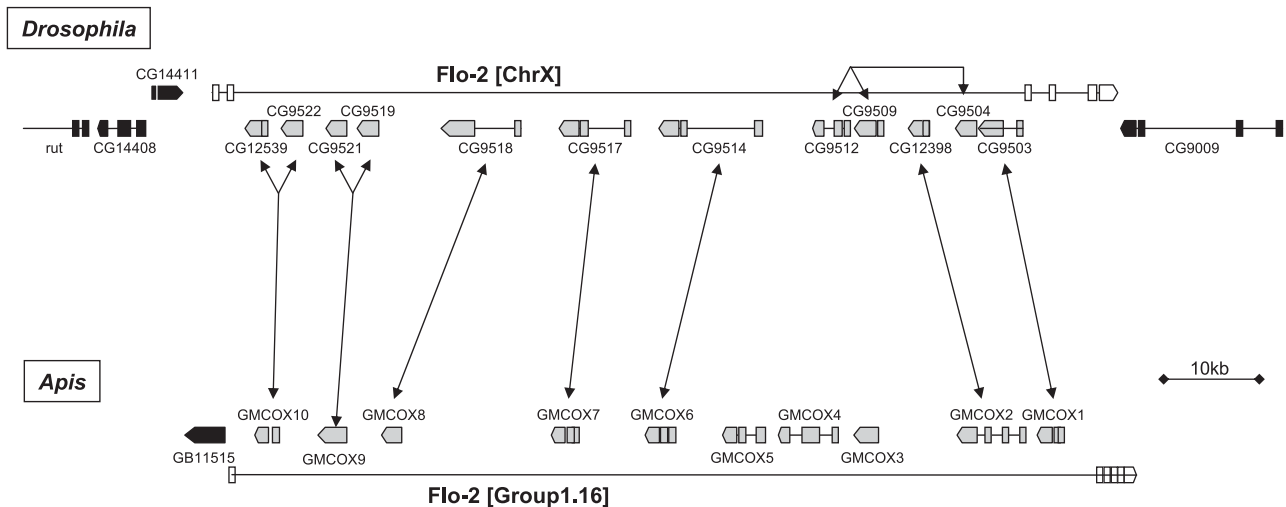 Drosophila
CG14411
Flo-2 [ChrX]
CG9522
CG9519
CG9509
CG9504
rut
CG14408
CG12539
CG9521
CG9518
CG9517
CG9514
CG9512
CG12398
CG9503
CG9009
Apis
10kb
GMCOX10
GMCOX8
GMCOX7
GMCOX6
GMCOX4
GMCOX2
GMCOX1
GB11515
GMCOX9
GMCOX5
GMCOX3
Flo-2 [Group1.16]